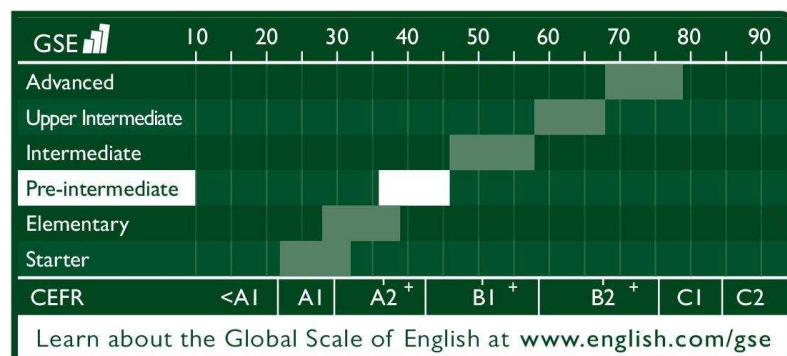 GSE 10 20 30 40 50 60 70 80 90
Advanced
Upper Intermediate
Intermediate
Pre-intermediate
Elementary
Starter
CEFR <A1 A1 A2 + B1 + B2 + C1 C2
Learn about the Global Scale of English at www.english.com/gse